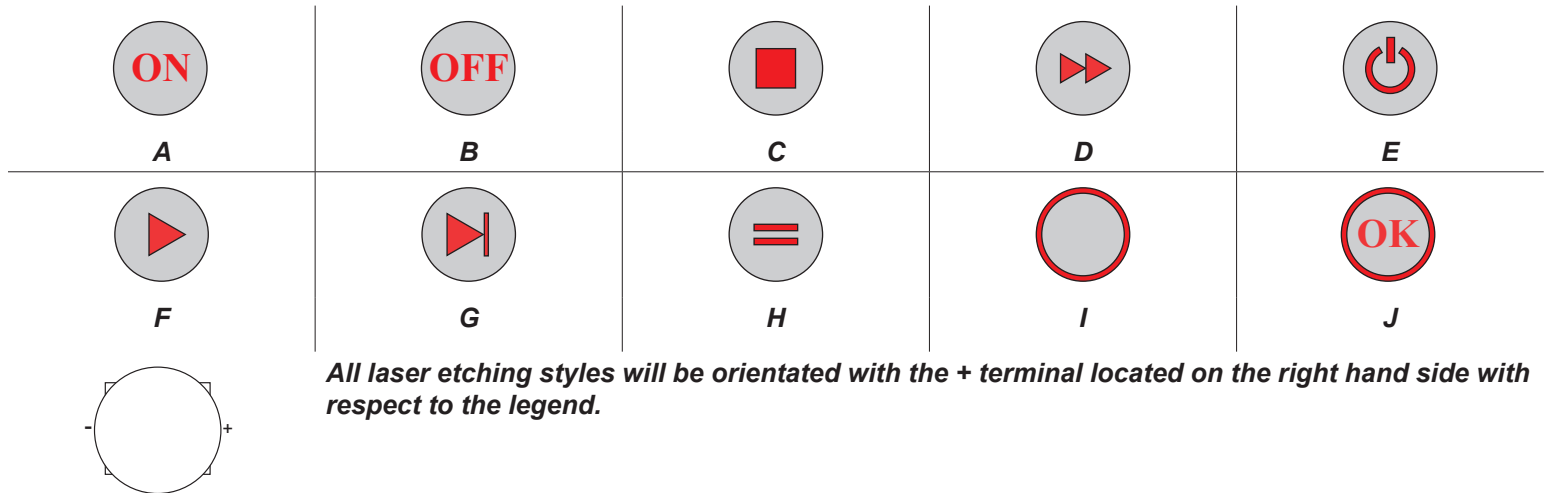 ON OFF
A B C D E
OK
F G H I J
All laser etching styles will be orientated with the + terminal located on the right hand side with
respect to the legend.
- +